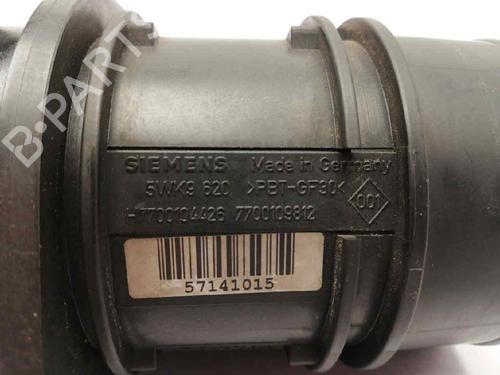 B-PARTS
SIEMENS Made in Germany
5WK9 620 >PBT-GF30<
001
H7700104426 7700109812
57141015